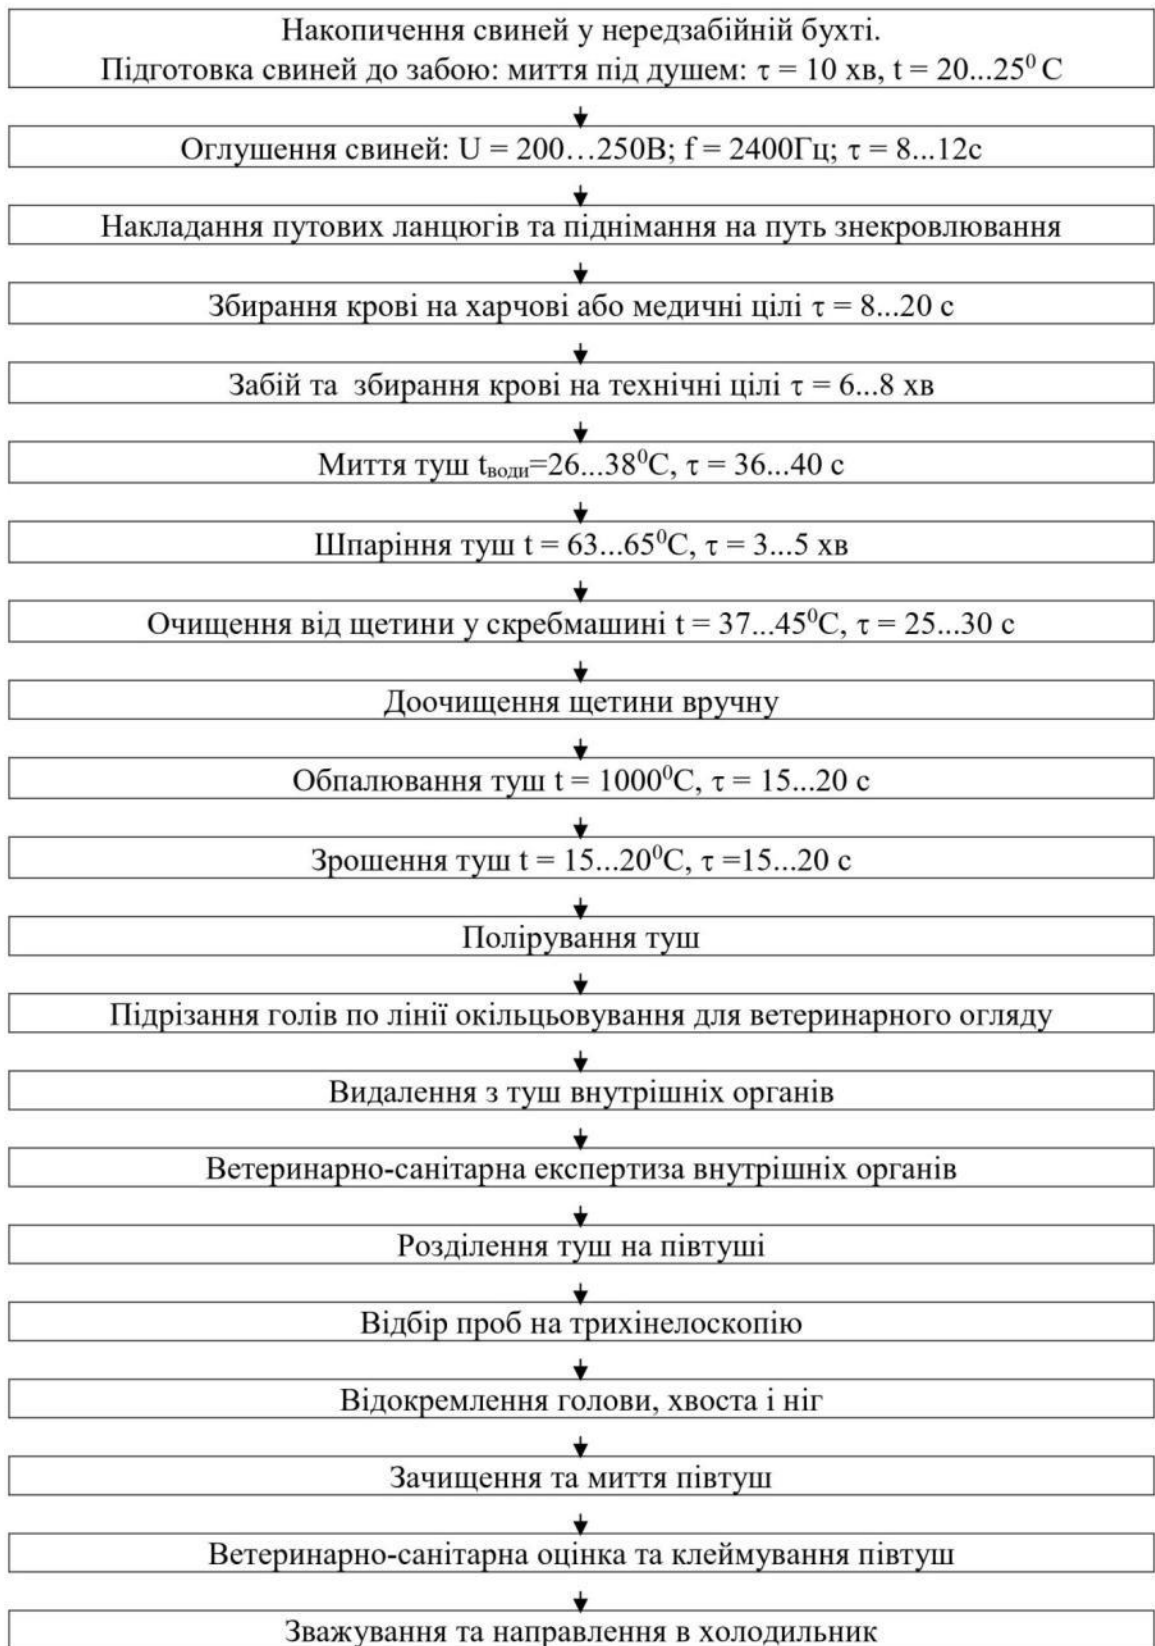 Накопичення свиней у нередзабійній бухті.
Підготовка свиней до забою: миття під душем: τ = 10 хв, t = 20...25⁰ С
Оглушення свиней: U = 200…250В; f = 2400Гц; τ = 8...12с
Накладання путових ланцюгів та піднімання на путь знекровлювання
Збирання крові на харчові або медичні цілі τ = 8...20 с
Забій та збирання крові на технічні цілі τ = 6...8 хв
Миття туш tводи=26...38⁰С, τ = 36...40 с
Шпаріння туш t = 63...65⁰С, τ = 3...5 хв
Очищення від щетини у скребмашині t = 37...45⁰С, τ = 25...30 с
Доочищення щетини вручну
Обпалювання туш t = 1000⁰С, τ = 15...20 с
Зрошення туш t = 15...20⁰С, τ =15...20 с
Полірування туш
Підрізання голів по лінії окільцьовування для ветеринарного огляду
Видалення з туш внутрішніх органів
Ветеринарно-санітарна експертиза внутрішніх органів
Розділення туш на півтуші
Відбір проб на трихінелоскопію
Відокремлення голови, хвоста і ніг
Зачищення та миття півтуш
Ветеринарно-санітарна оцінка та клеймування півтуш
Зважування та направлення в холодильник